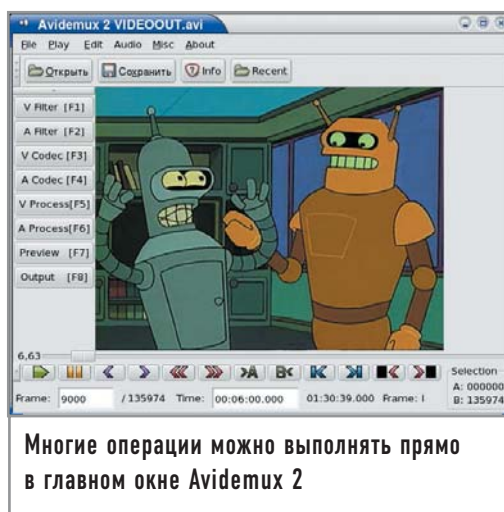 Avidemux 2 VIDEOOUT.avi
File Play Edit Audio Misc About
Открыть Сохранить Info Recent
V Filter [F1]
A Filter [F2]
V Codec [F3]
A Codec [F4]
V Process[F5]
A Process[F6]
Preview [F7]
Output [F8]
6,63
>A B< Selection
A: 000000
Frame: 9000 / 135974 Time: 00:06:00.000 01:30:39.000 Frame: I B: 135974
Многие операции можно выполнять прямо
в главном окне Avidemux 2